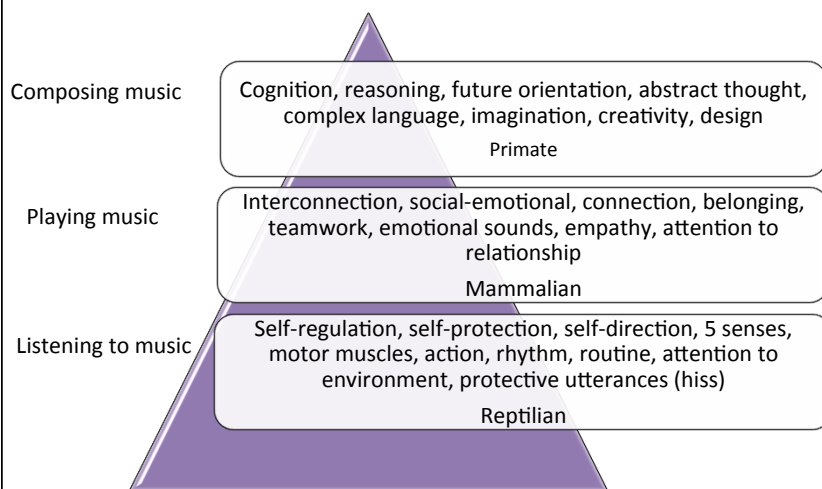 Composing music
Cognition, reasoning, future orientation, abstract thought,
complex language, imagination, creativity, design
Primate
Playing music
Interconnection, social-emotional, connection, belonging,
teamwork, emotional sounds, empathy, attention to
relationship
Mammalian
Listening to music
Self-regulation, self-protection, self-direction, 5 senses,
motor muscles, action, rhythm, routine, attention to
environment, protective utterances (hiss)
Reptilian